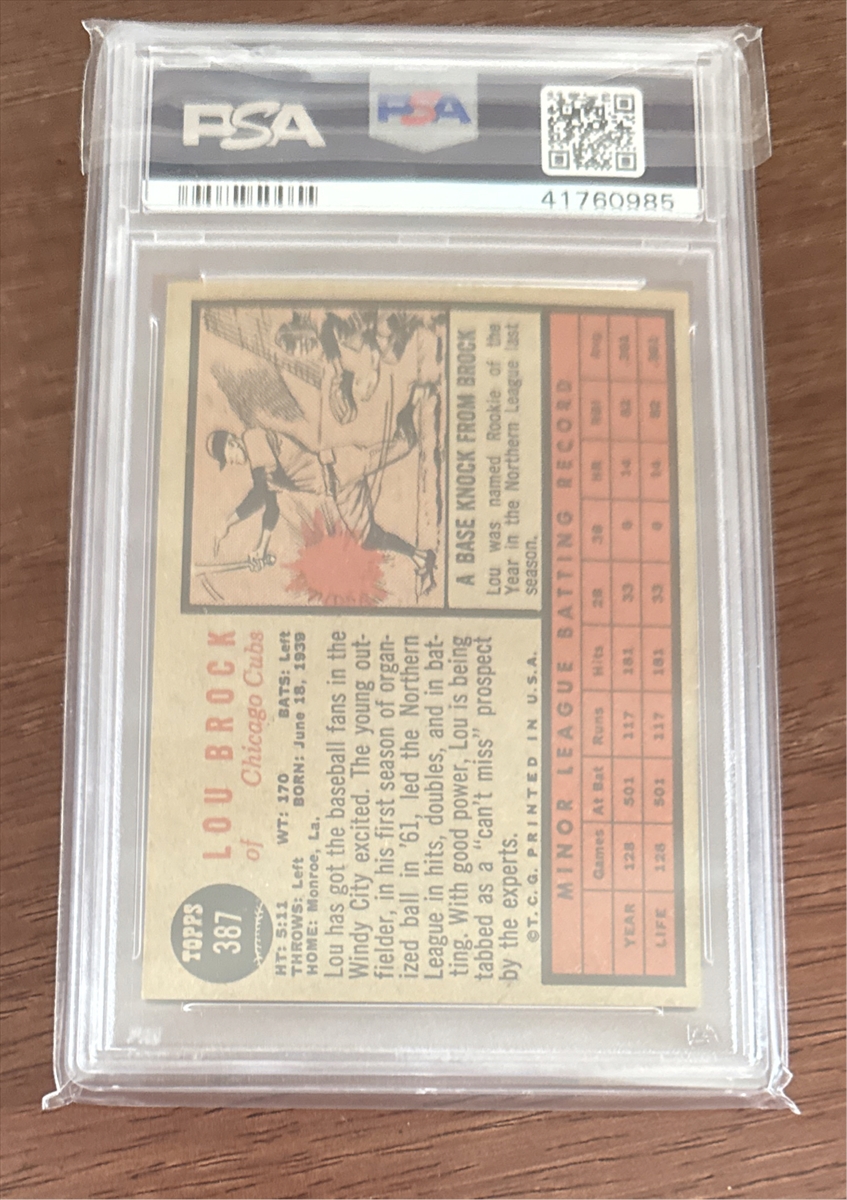 PSA
PSA
41760985
TOPPS
387
LOU BROCK
of Chicago Cubs
HT: 5:11 WT: 170 BATS: Left
THROWS: Left BORN: June 18, 1939
HOME: Monroe, La.
Lou has got the baseball fans in the
Windy City excited. The young out-
fielder, in his first season of organ-
ized ball in '61, led the Northern
League in hits, doubles, and in bat-
ting. With good power, Lou is being
tabbed as a "can't miss" prospect
by the experts.
©T.C.G. PRINTED IN U.S.A.
A BASE KNOCK FROM BROCK
Lou was named Rookie of the
Year in the Northern League last
season.
MINOR LEAGUE BATTING RECORD
Games At Bat Runs Hits 2B 3B HR RBI Avg
YEAR 128 501 117 181 33 6 14 82 .361
LIFE 128 501 117 181 33 6 14 82 .361